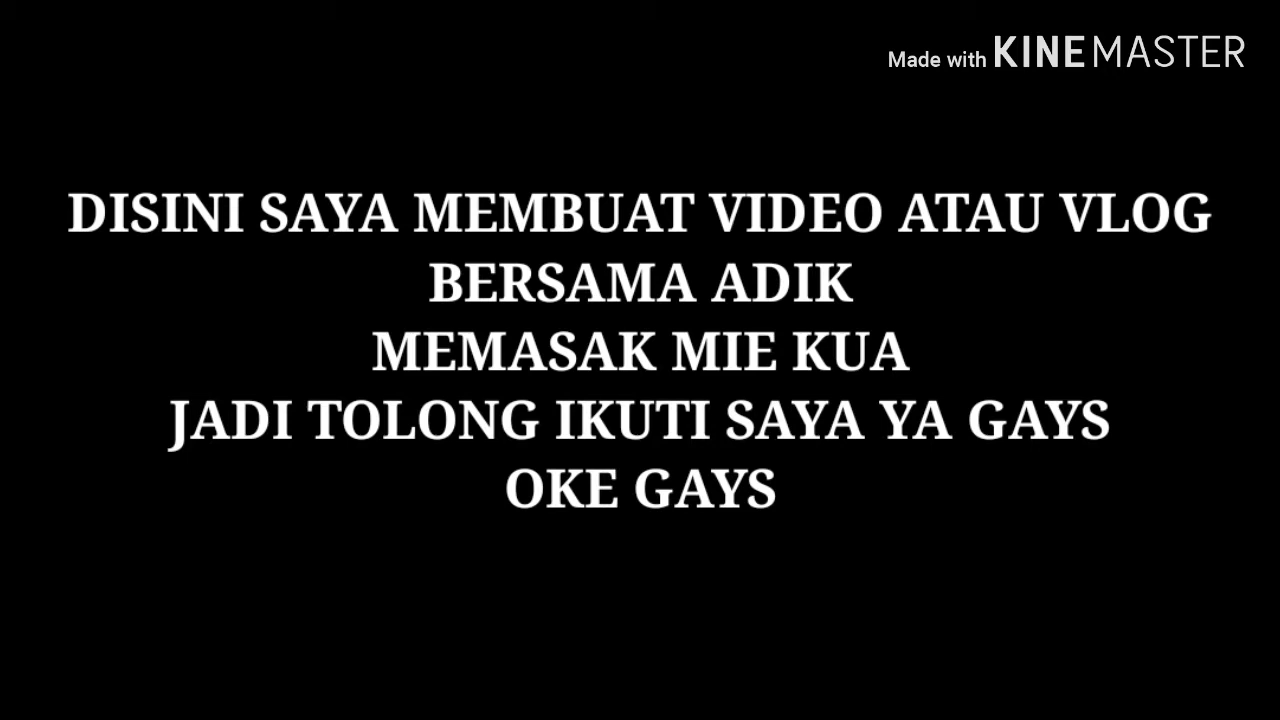 Made with KINEMASTER
DISINI SAYA MEMBUAT VIDEO ATAU VLOG
BERSAMA ADIK
MEMASAK MIE KUA
JADI TOLONG IKUTI SAYA YA GAYS
OKE GAYS